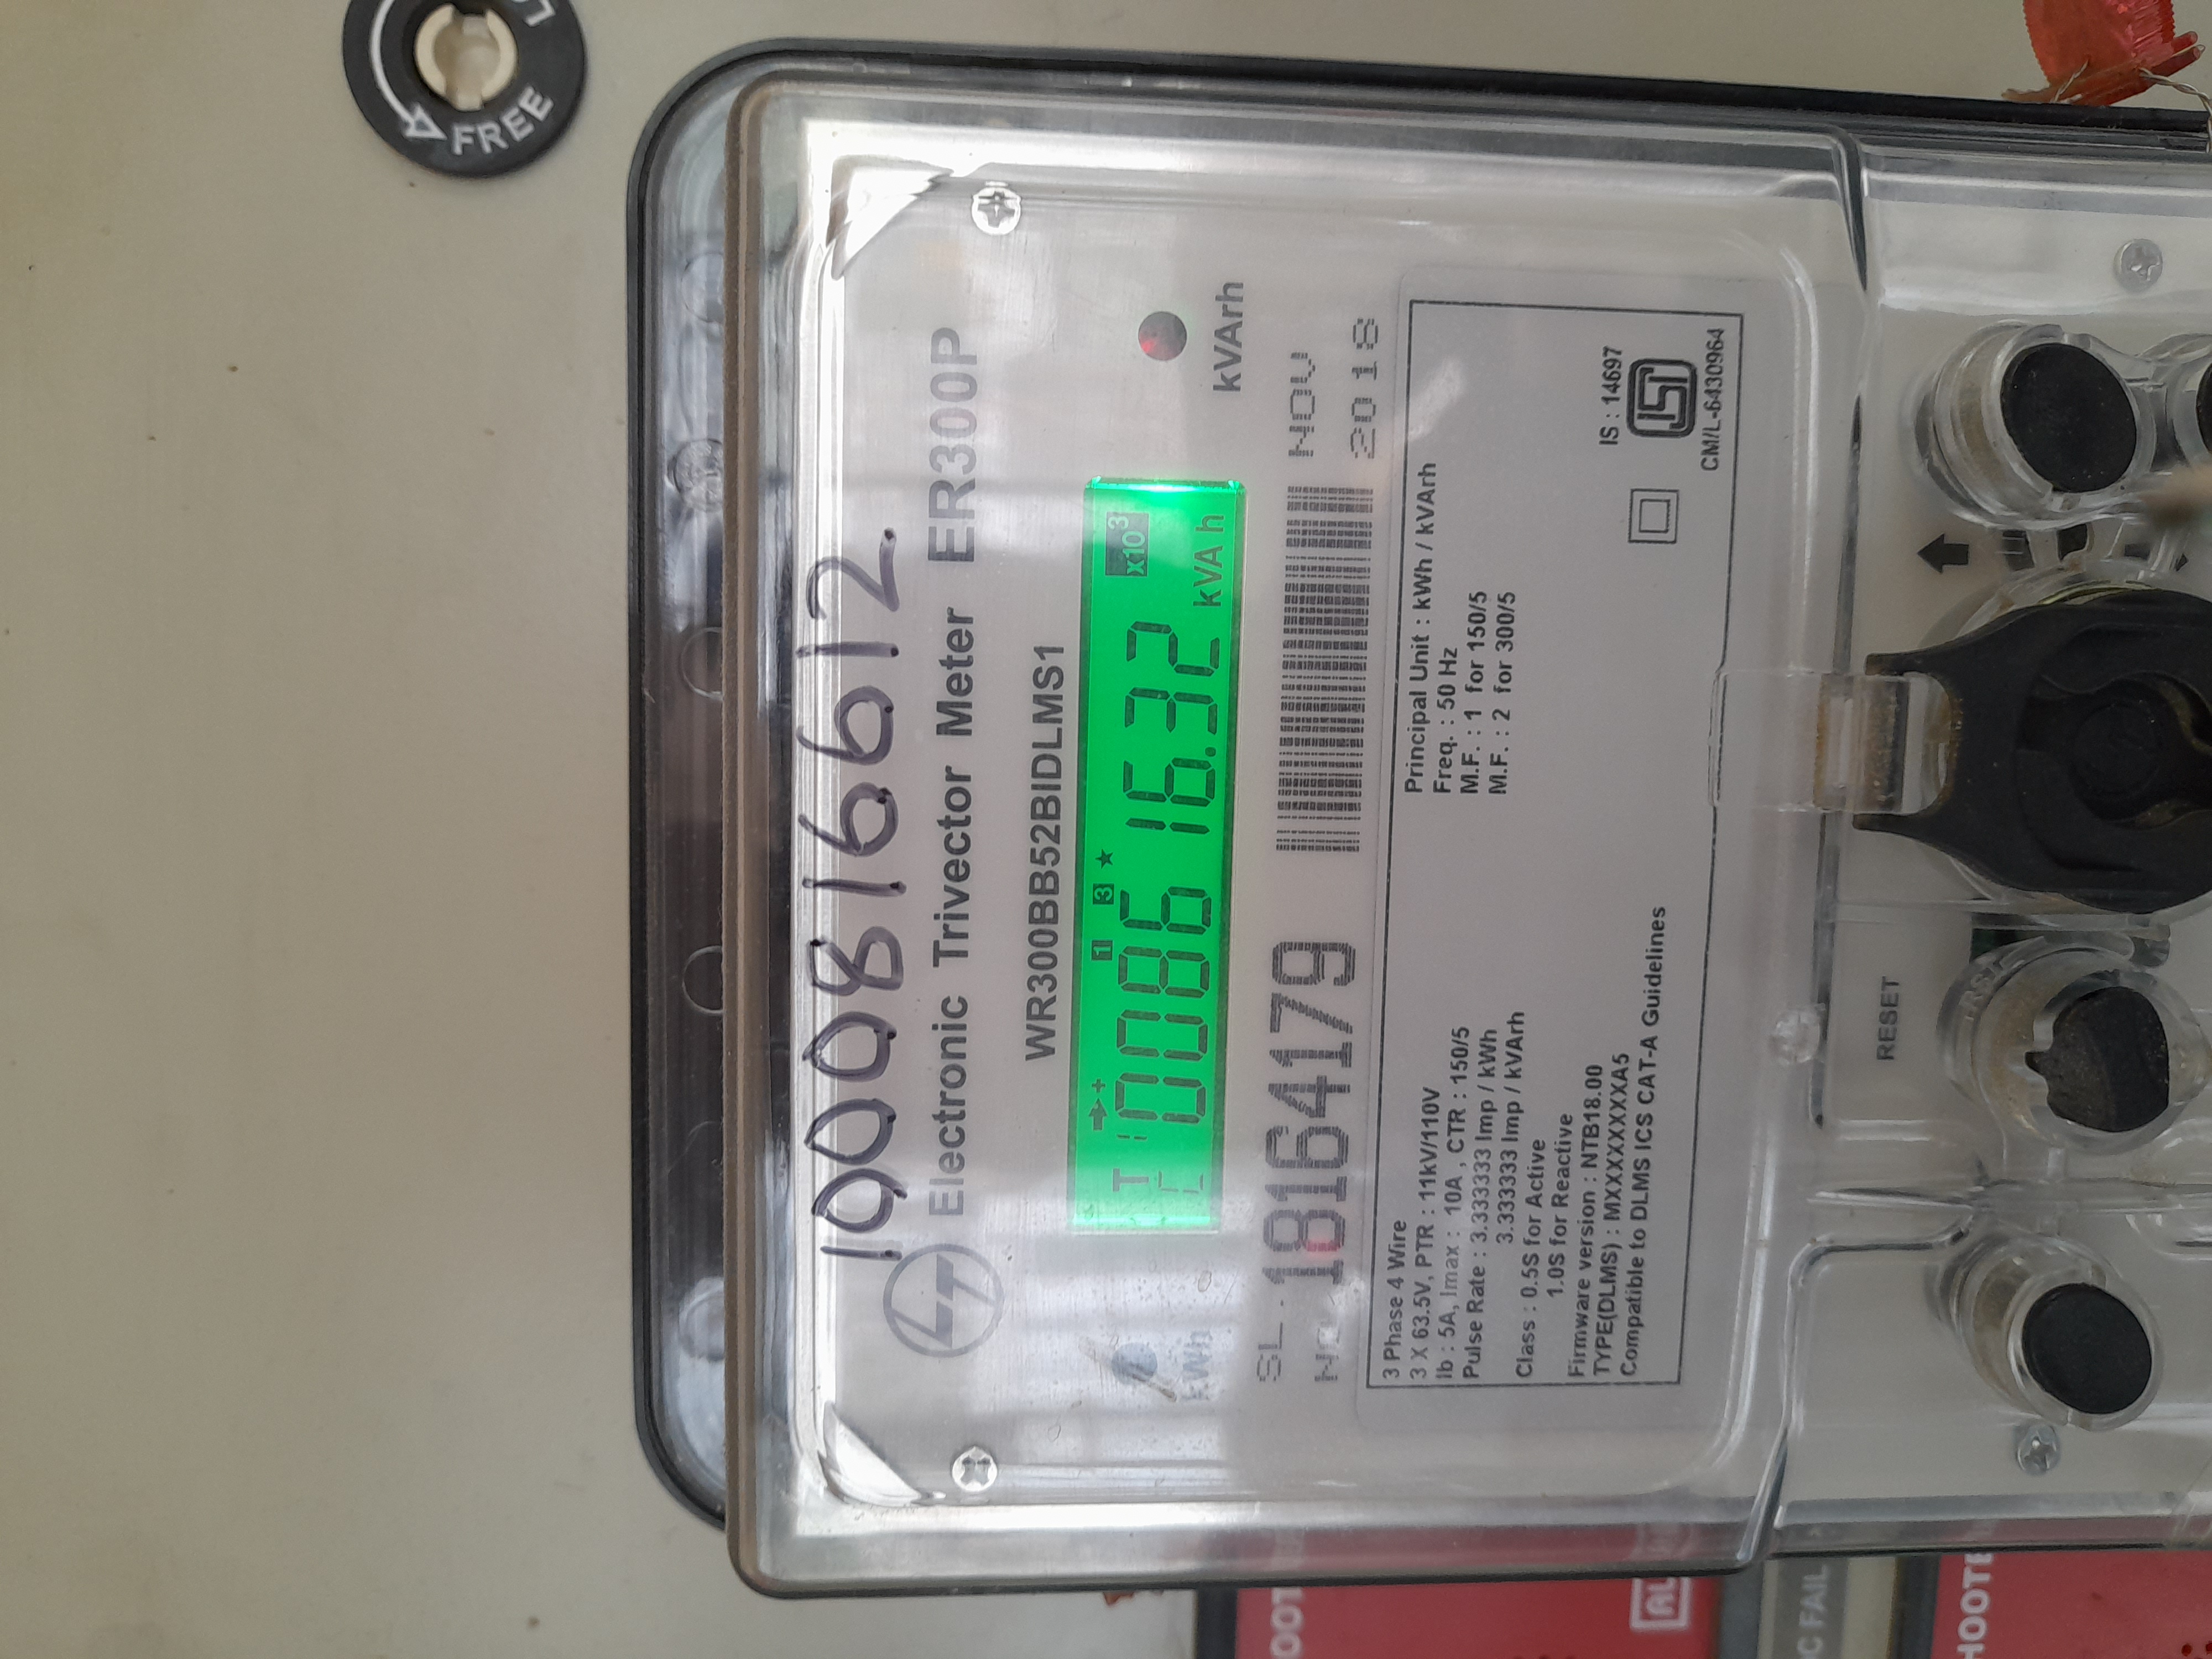 FREE
1900816612
Electronic Trivector Meter ER300P
WR300BB52BIDLMS1
T 008616.32 x10³
kVA h
kWh
kVArh
SL. NO. 18164179
NOV 2018
3 Phase 4 Wire
3 X 63.5V, PTR : 11kV/110V
Ib : 5A, Imax : 10A , CTR : 150/5
Pulse Rate : 3.333333 Imp / kWh
3.333333 Imp / kVArh
Class : 0.5S for Active
1.0S for Reactive
Firmware version : NTB18.00
TYPE(DLMS) : MXXXXXXXXA5
Compatible to DLMS ICS CAT-A Guidelines
Principal Unit : kWh / kVArh
Freq. : 50 Hz
M.F. : 1 for 150/5
M.F. : 2 for 300/5
IS : 14697
CM/L-6430964
RESET